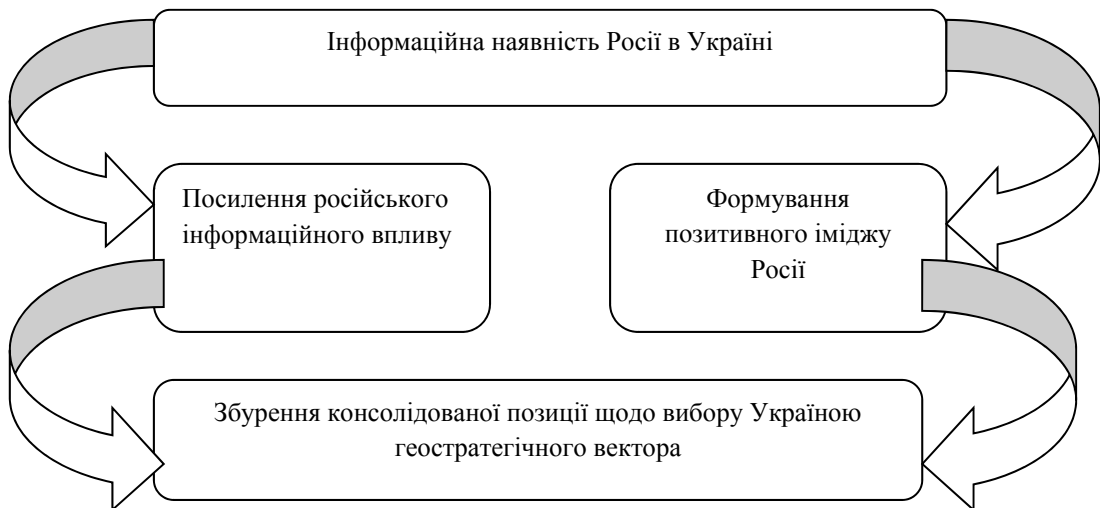 Інформаційна наявність Росії в Україні
Посилення російського
інформаційного впливу
Формування
позитивного іміджу
Росії
Збурення консолідованої позиції щодо вибору Україною
геостратегічного вектора